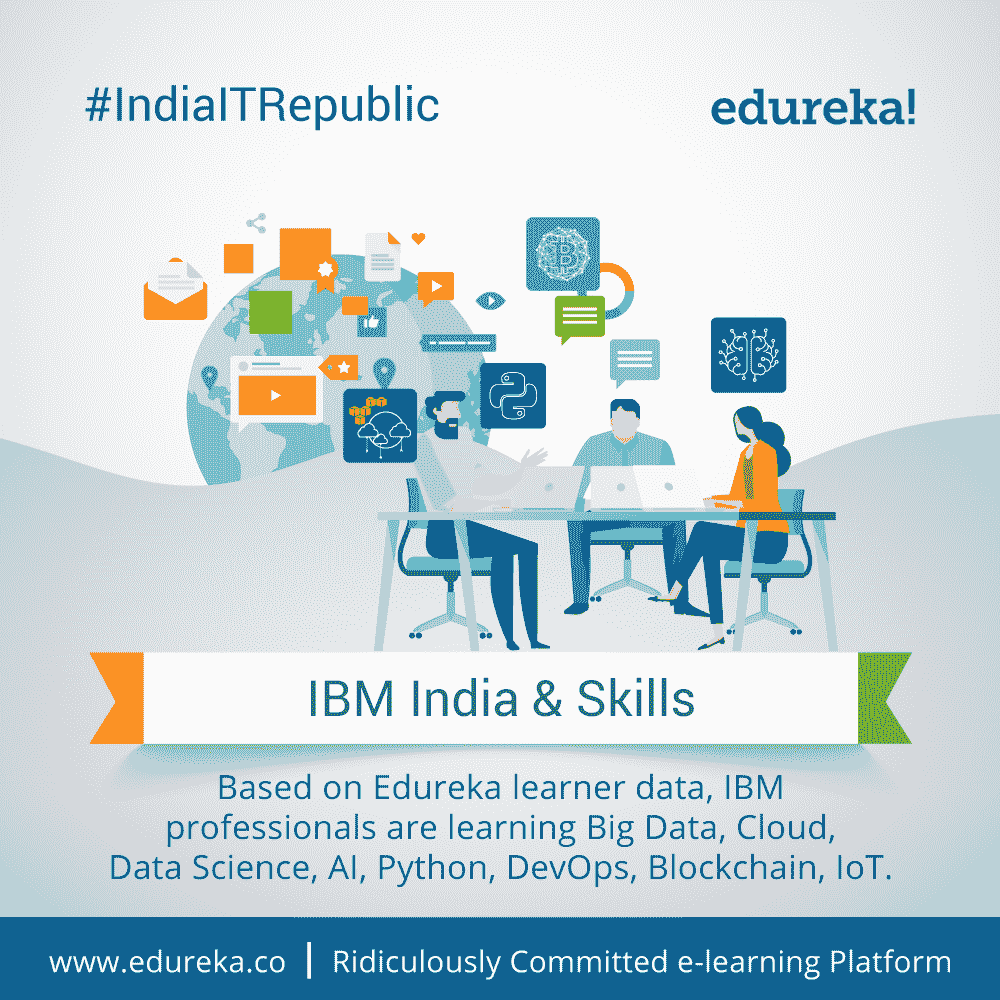 #IndiaITRepublic
edureka!
IBM India & Skills
Based on Edureka learner data, IBM
professionals are learning Big Data, Cloud,
Data Science, AI, Python, DevOps, Blockchain, IoT.
www.edureka.co | Ridiculously Committed e-learning Platform